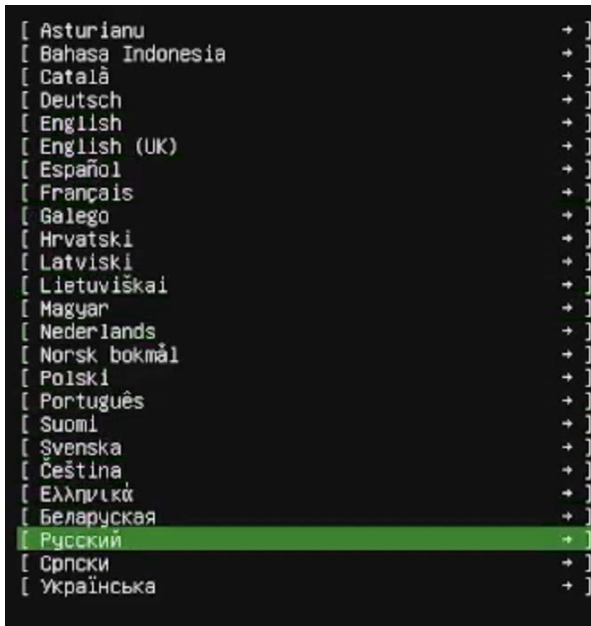 [ Asturianu → ]
[ Bahasa Indonesia → ]
[ Català → ]
[ Deutsch → ]
[ English → ]
[ English (UK) → ]
[ Español → ]
[ Français → ]
[ Galego → ]
[ Hrvatski → ]
[ Latviski → ]
[ Lietuviškai → ]
[ Magyar → ]
[ Nederlands → ]
[ Norsk bokmål → ]
[ Polski → ]
[ Português → ]
[ Suomi → ]
[ Svenska → ]
[ Čeština → ]
[ Ελληνικά → ]
[ Беларуская → ]
[ Русский → ]
[ Српски → ]
[ Українська → ]